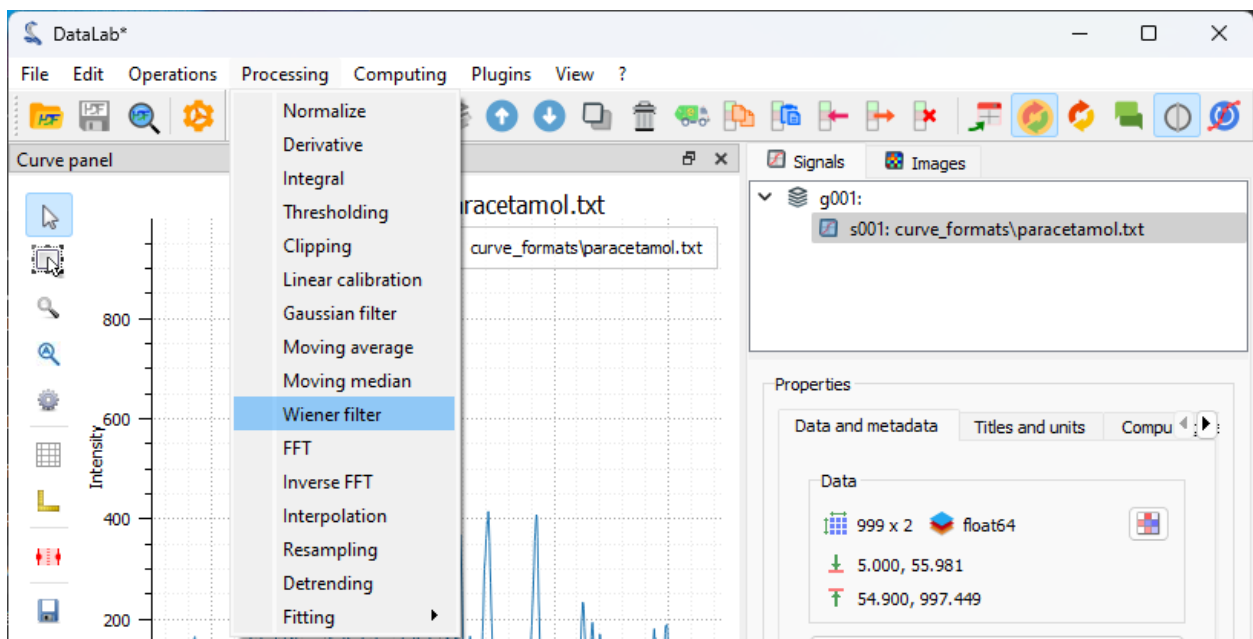 DataLab*
File Edit Operations Processing Computing Plugins View ?
Curve panel
Normalize
Derivative
Integral
Thresholding
Clipping
Linear calibration
Gaussian filter
Moving average
Moving median
Wiener filter
FFT
Inverse FFT
Interpolation
Resampling
Detrending
Fitting
racetamol.txt
curve_formats\paracetamol.txt
800
600
400
200
Intensity
Signals Images
g001:
s001: curve_formats\paracetamol.txt
Properties
Data and metadata Titles and units Compu
Data
999 x 2 float64
5.000, 55.981
54.900, 997.449